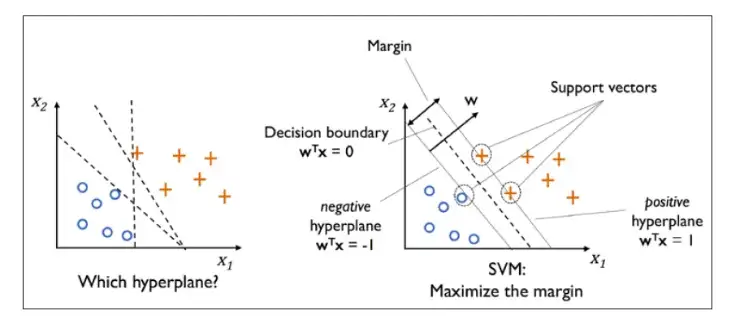 x₂
x₁
Which hyperplane?
Margin
x₂
w
Support vectors
Decision boundary
wᵀx = 0
negative
hyperplane
wᵀx = -1
positive
hyperplane
wᵀx = 1
x₁
SVM:
Maximize the margin